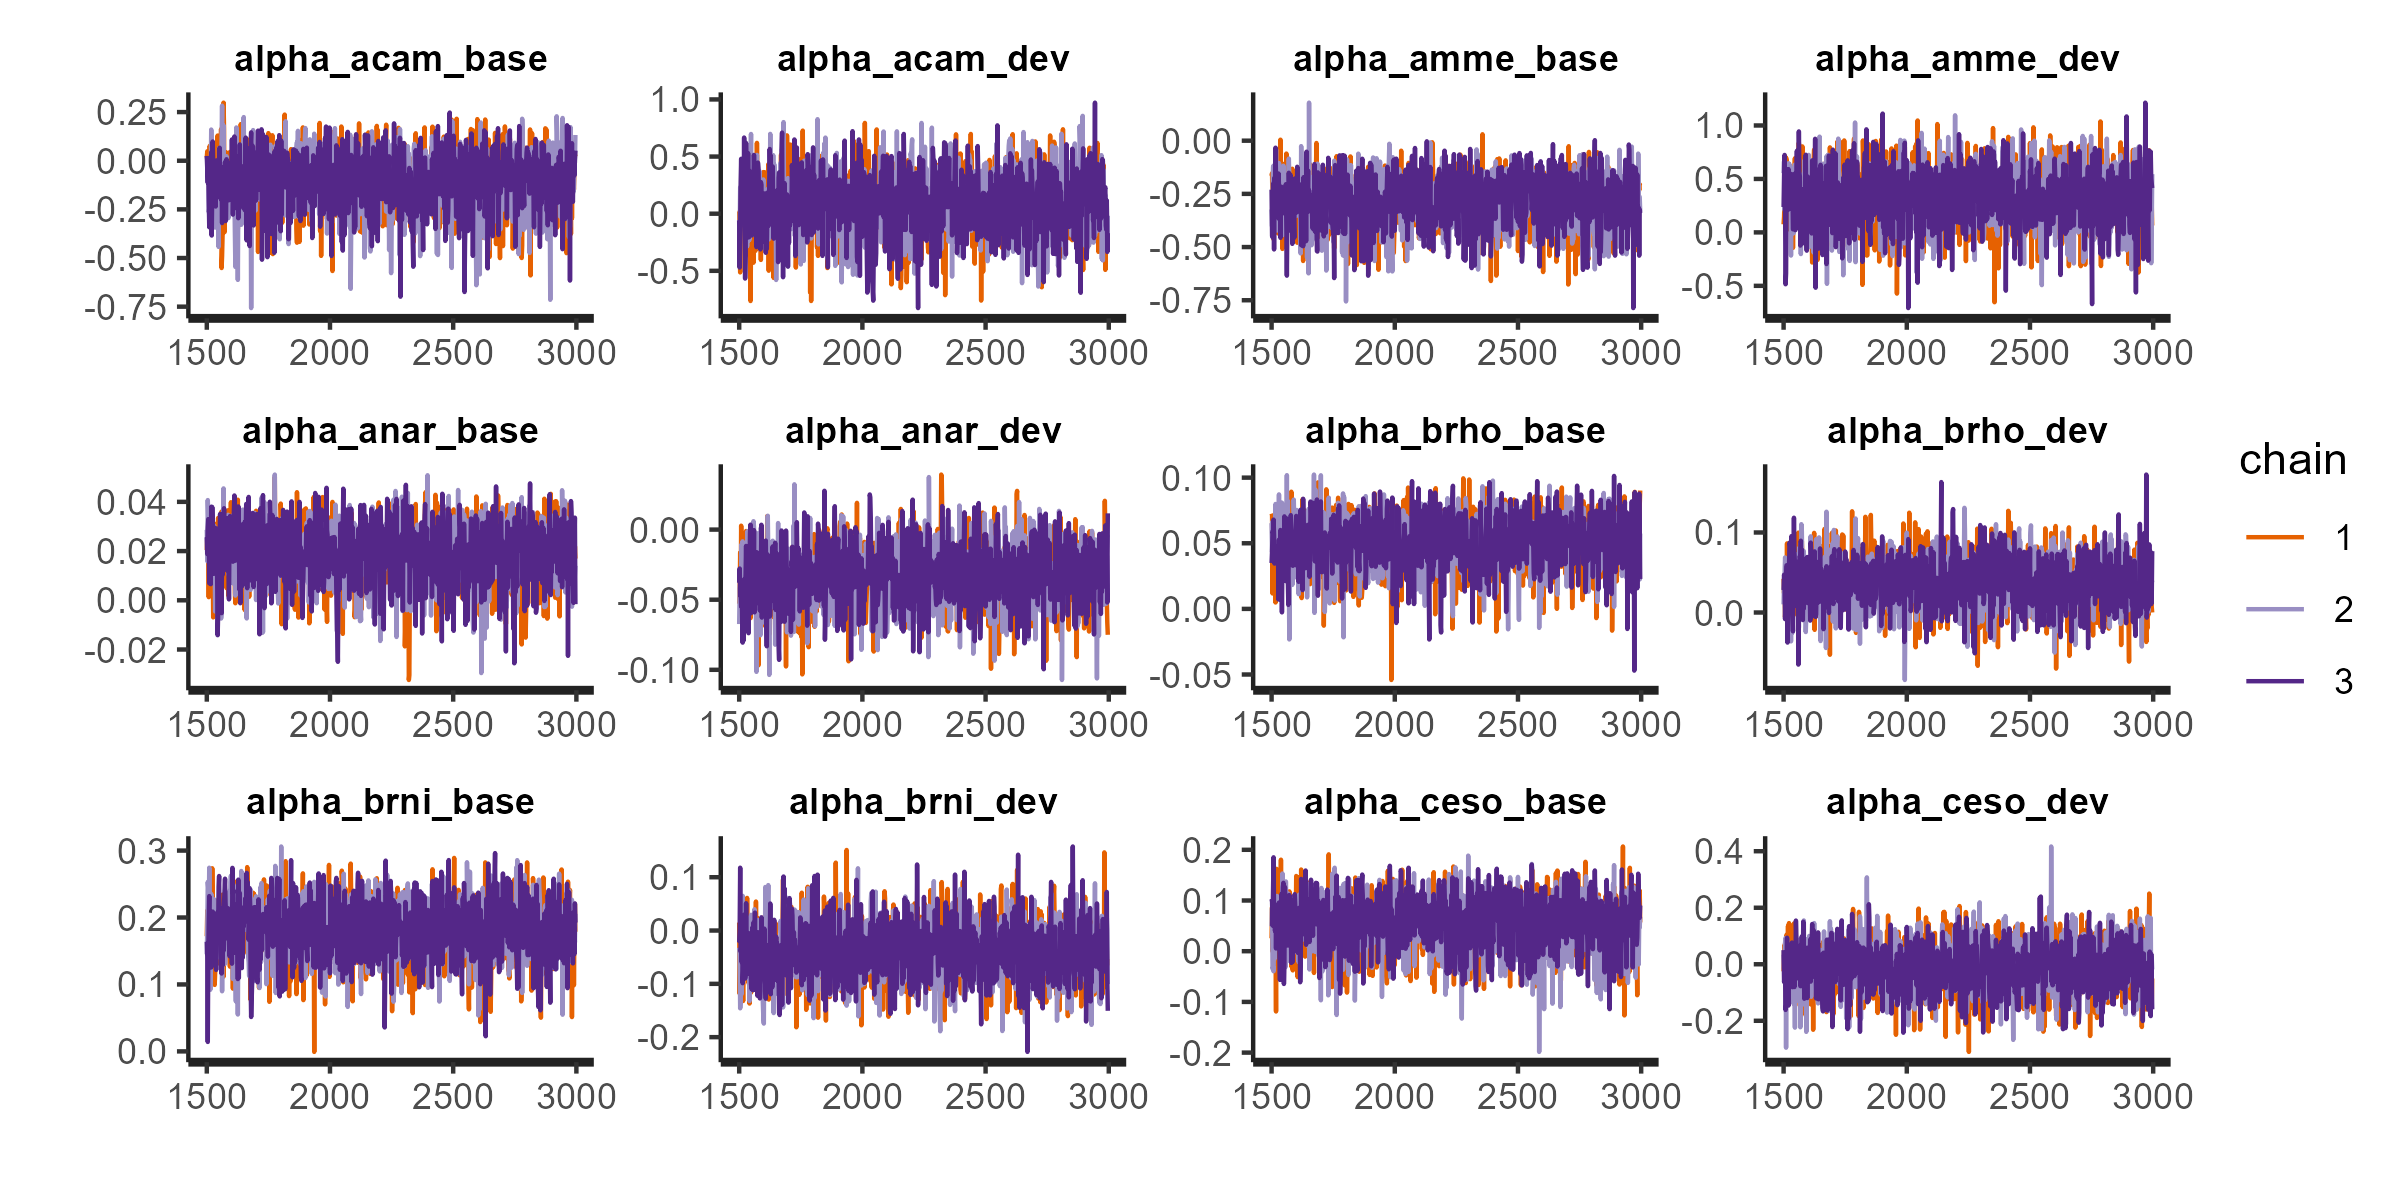 alpha_acam_base
alpha_acam_dev
alpha_amme_base
alpha_amme_dev
0.25
0.00
-0.25
-0.50
-0.75
1500 2000 2500 3000
1.0
0.5
0.0
-0.5
1500 2000 2500 3000
0.00
-0.25
-0.50
-0.75
1500 2000 2500 3000
1.0
0.5
0.0
-0.5
1500 2000 2500 3000
alpha_anar_base
alpha_anar_dev
alpha_brho_base
alpha_brho_dev
0.04
0.02
0.00
-0.02
1500 2000 2500 3000
0.00
-0.05
-0.10
1500 2000 2500 3000
0.10
0.05
0.00
-0.05
1500 2000 2500 3000
0.1
0.0
1500 2000 2500 3000
chain
1
2
3
alpha_brni_base
alpha_brni_dev
alpha_ceso_base
alpha_ceso_dev
0.3
0.2
0.1
0.0
1500 2000 2500 3000
0.1
0.0
-0.1
-0.2
1500 2000 2500 3000
0.2
0.1
0.0
-0.1
-0.2
1500 2000 2500 3000
0.4
0.2
0.0
-0.2
1500 2000 2500 3000